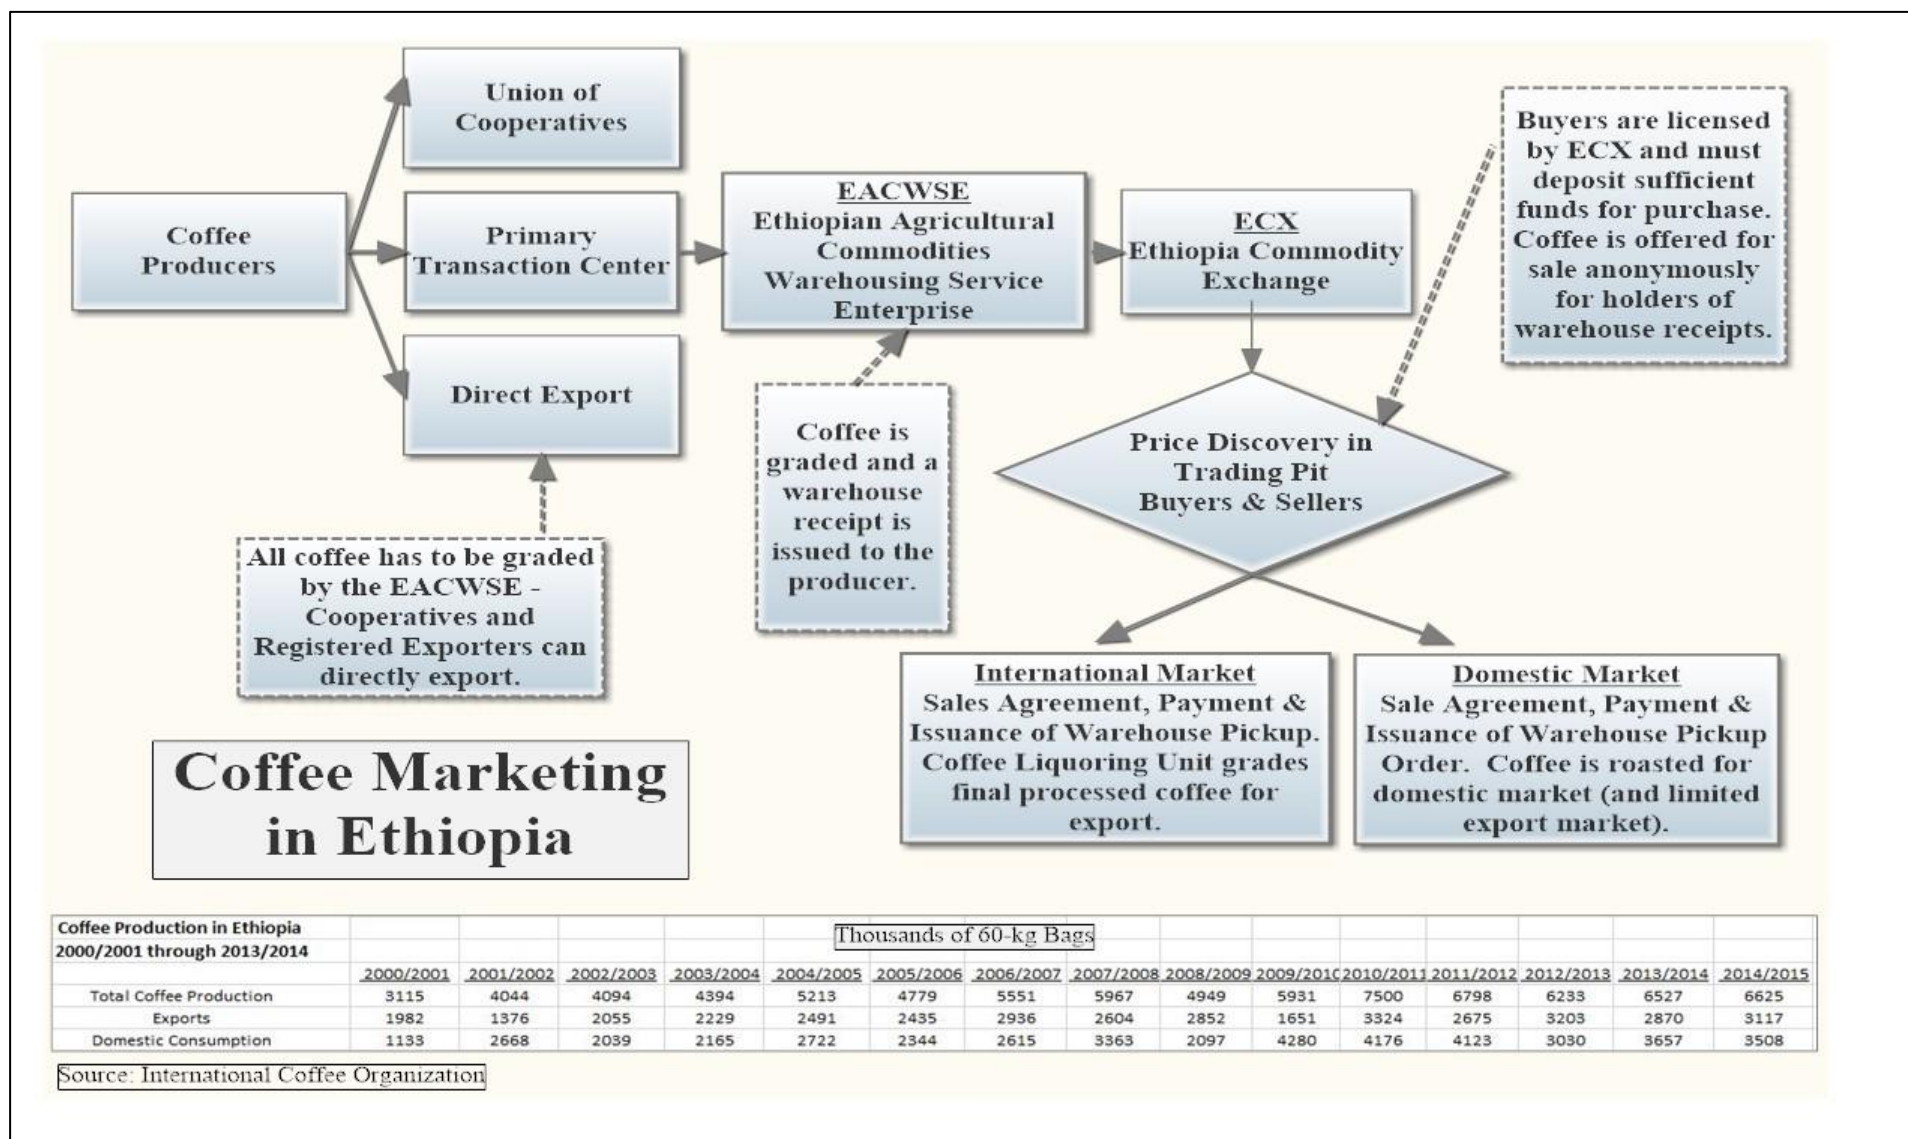 Union of
Cooperatives
Coffee
Producers
Primary
Transaction Center
Direct Export
All coffee has to be graded
by the EACWSE -
Cooperatives and
Registered Exporters can
directly export.
EACWSE
Ethiopian Agricultural
Commodities
Warehousing Service
Enterprise
Coffee is
graded and a
warehouse
receipt is
issued to the
producer.
ECX
Ethiopia Commodity
Exchange
Buyers are licensed
by ECX and must
deposit sufficient
funds for purchase.
Coffee is offered for
sale anonymously
for holders of
warehouse receipts.
Price Discovery in
Trading Pit
Buyers & Sellers
International Market
Sales Agreement, Payment &
Issuance of Warehouse Pickup.
Coffee Liquoring Unit grades
final processed coffee for
export.
Domestic Market
Sale Agreement, Payment &
Issuance of Warehouse Pickup
Order. Coffee is roasted for
domestic market (and limited
export market).
Coffee Marketing
in Ethiopia
Coffee Production in Ethiopia
Thousands of 60-kg Bags
2000/2001 through 2013/2014
2000/2001 2001/2002 2002/2003 2003/2004 2004/2005 2005/2006 2006/2007 2007/2008 2008/2009 2009/2010 2010/2011 2011/2012 2012/2013 2013/2014 2014/2015
Total Coffee Production 3115 4044 4094 4394 5213 4779 5551 5967 4949 5931 7500 6798 6233 6527 6625
Exports 1982 1376 2055 2229 2491 2435 2936 2604 2852 1651 3324 2675 3203 2870 3117
Domestic Consumption 1133 2668 2039 2165 2722 2344 2615 3363 2097 4280 4176 4123 3030 3657 3508
Source: International Coffee Organization